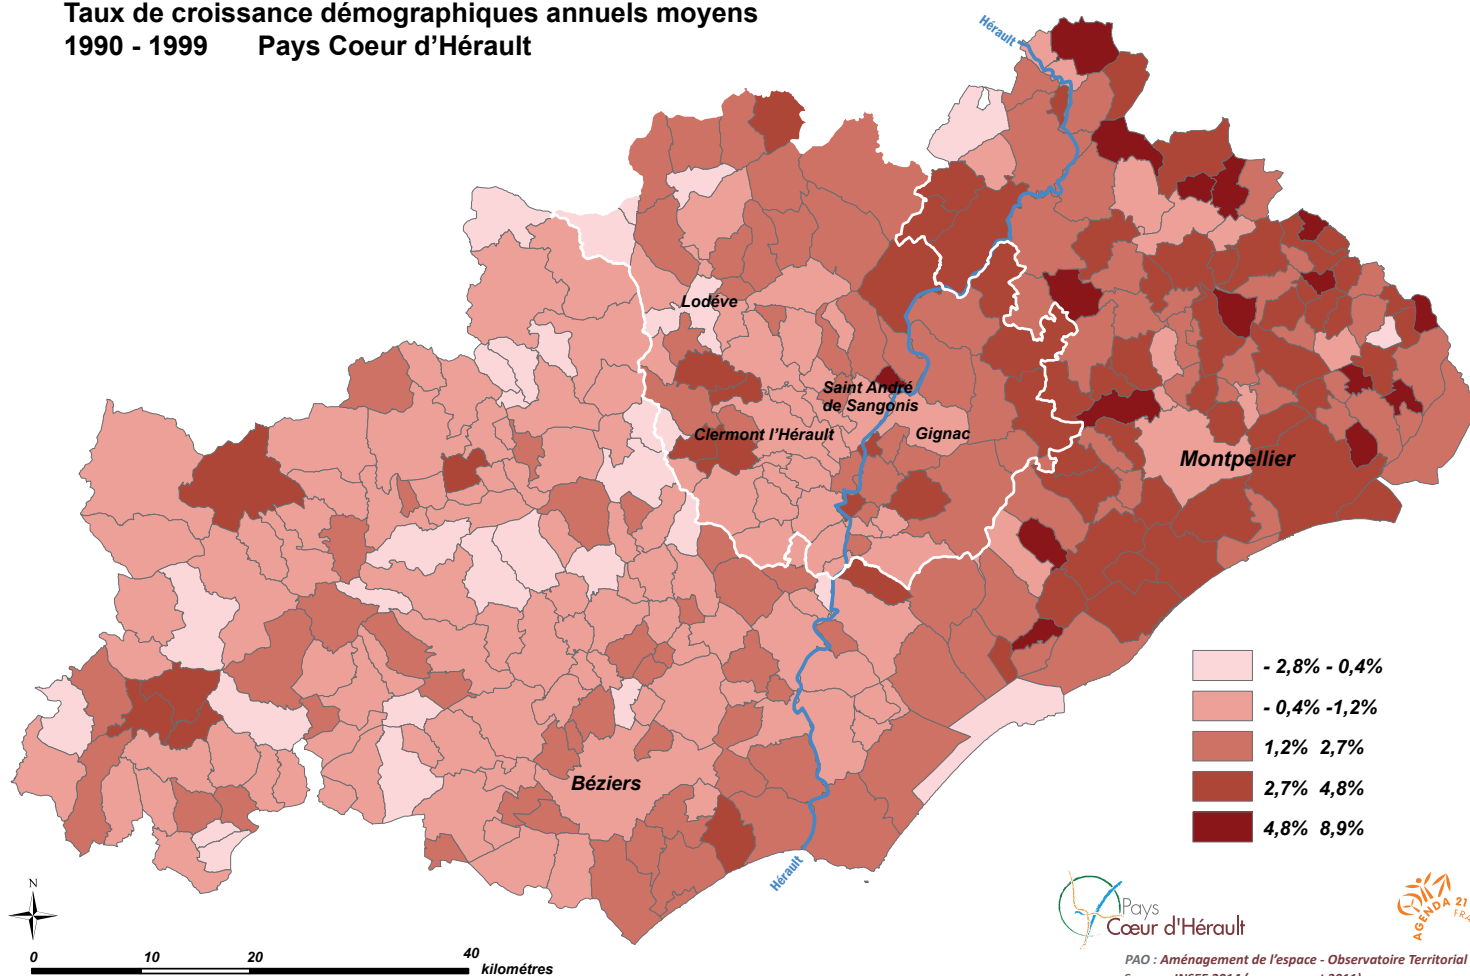 Taux de croissance démographiques annuels moyens
1990 - 1999 Pays Coeur d'Hérault
Hérault
Lodéve
Saint André
de Sangonis
Clermont l'Hérault
Gignac
Montpellier
Béziers
Hérault
- 2,8% - 0,4%
- 0,4% -1,2%
1,2% 2,7%
2,7% 4,8%
4,8% 8,9%
N
0 10 20 40
kilométres
Pays
Cœur d'Hérault
AGENDA 21
PAO : Aménagement de l'espace - Observatoire Territorial